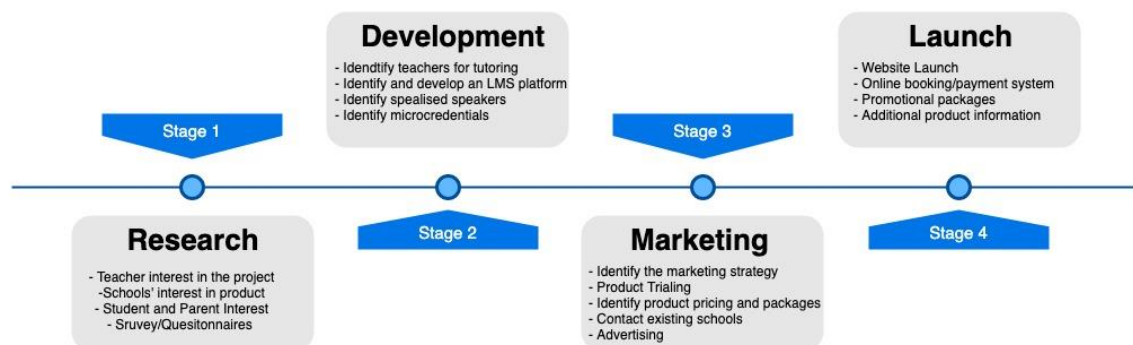 Stage 1
Research
- Teacher interest in the project
-Schools' interest in product
- Student and Parent Interest
- Sruvey/Quesitonnaires
Development
- Idendtify teachers for tutoring
- Identify and develop an LMS platform
- Identify spealised speakers
- Identify microcredentials
Stage 2
Stage 3
Marketing
- Identify the marketing strategy
- Product Trialing
- Identify product pricing and packages
- Contact existing schools
- Advertising
Launch
- Website Launch
- Online booking/payment system
- Promotional packages
- Additional product information
Stage 4